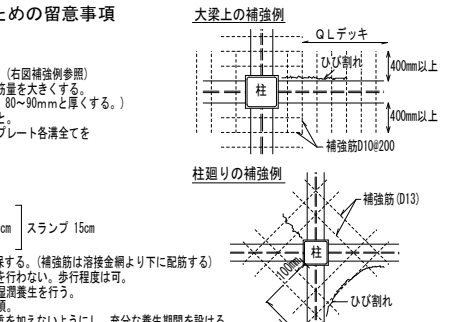 ための留意事項
(右図補強例参照)
筋量を大きくする。
80~90mmと厚くする。)
と。
プレート各溝全てを
cm スランプ 15cm
保する。(補強筋は溶接金網より下に配筋する)
を行わない。歩行程度は可。
湿潤養生を行う。
項。
重を加えないようにし、充分な養生期間を設ける
大梁上の補強例
QLデッキ
ひび割れ
400mm以上
柱
400mm以上
補強筋D10@200
柱廻りの補強例
補強筋(D13)
柱
ひび割れ